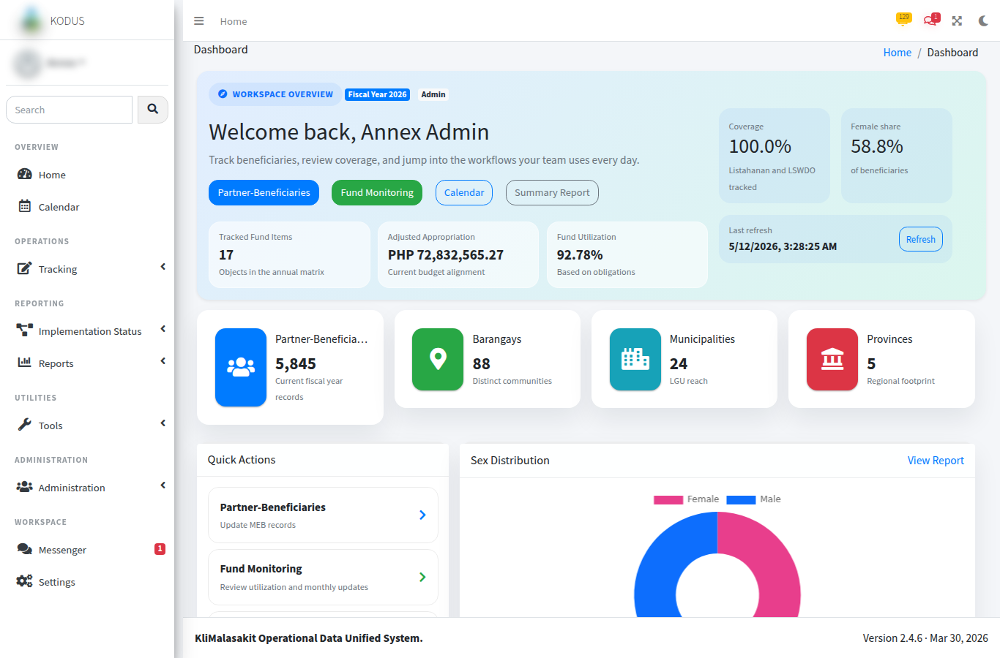 KODUS
Search
OVERVIEW
Home
Calendar
OPERATIONS
Tracking
REPORTING
Implementation Status
Reports
UTILITIES
Tools
ADMINISTRATION
Administration
WORKSPACE
Messenger
1
Settings
Home
129
1
Dashboard
Home / Dashboard
WORKSPACE OVERVIEW
Fiscal Year 2026
Admin
Welcome back, Annex Admin
Track beneficiaries, review coverage, and jump into the workflows your team uses every day.
Partner-Beneficiaries
Fund Monitoring
Calendar
Summary Report
Tracked Fund Items
17
Objects in the annual matrix
Adjusted Appropriation
PHP 72,832,565.27
Current budget alignment
Fund Utilization
92.78%
Based on obligations
Coverage
100.0%
Listahanan and LSWDO
tracked
Female share
58.8%
of beneficiaries
Last refresh
5/12/2026, 3:28:25 AM
Refresh
Partner-Beneficia...
5,845
Current fiscal year
records
Barangays
88
Distinct communities
Municipalities
24
LGU reach
Provinces
5
Regional footprint
Quick Actions
Partner-Beneficiaries
Update MEB records
Fund Monitoring
Review utilization and monthly updates
Sex Distribution
View Report
Female
Male
KliMalasakit Operational Data Unified System.
Version 2.4.6 · Mar 30, 2026